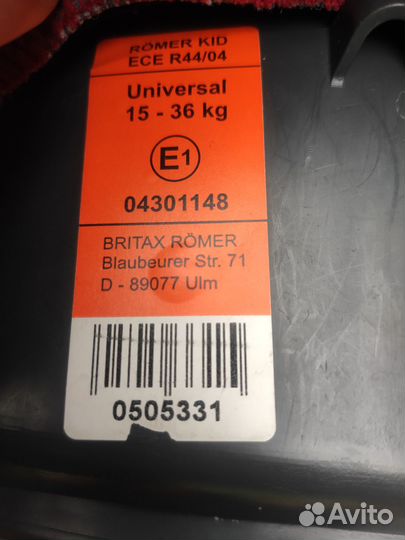 RÖMER KID
ECE R44/04
Universal
15 - 36 kg
E1
04301148
BRITAX RÖMER
Blaubeurer Str. 71
D - 89077 Ulm
0505331
Avito